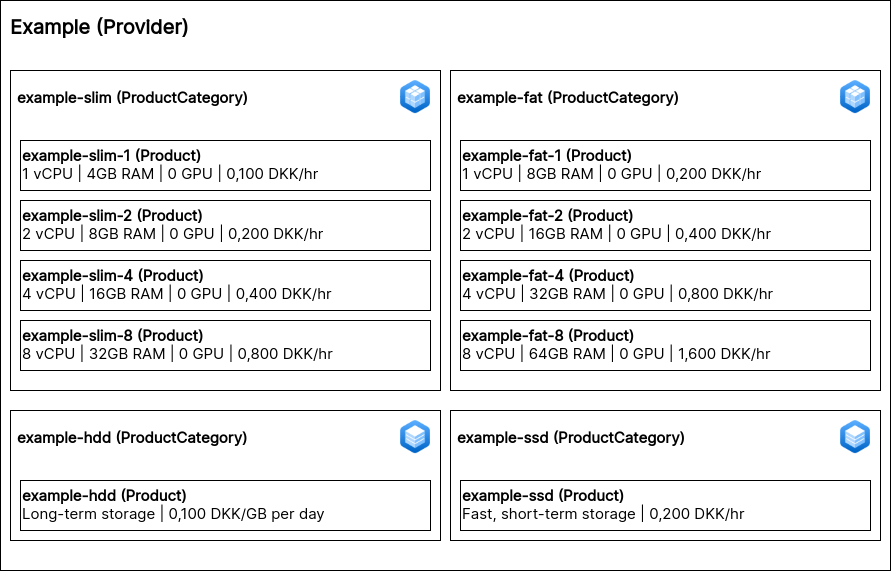 Example (Provider)
example-slim (ProductCategory)
example-slim-1 (Product)
1 vCPU | 4GB RAM | 0 GPU | 0,100 DKK/hr
example-slim-2 (Product)
2 vCPU | 8GB RAM | 0 GPU | 0,200 DKK/hr
example-slim-4 (Product)
4 vCPU | 16GB RAM | 0 GPU | 0,400 DKK/hr
example-slim-8 (Product)
8 vCPU | 32GB RAM | 0 GPU | 0,800 DKK/hr
example-fat (ProductCategory)
example-fat-1 (Product)
1 vCPU | 8GB RAM | 0 GPU | 0,200 DKK/hr
example-fat-2 (Product)
2 vCPU | 16GB RAM | 0 GPU | 0,400 DKK/hr
example-fat-4 (Product)
4 vCPU | 32GB RAM | 0 GPU | 0,800 DKK/hr
example-fat-8 (Product)
8 vCPU | 64GB RAM | 0 GPU | 1,600 DKK/hr
example-hdd (ProductCategory)
example-hdd (Product)
Long-term storage | 0,100 DKK/GB per day
example-ssd (ProductCategory)
example-ssd (Product)
Fast, short-term storage | 0,200 DKK/hr